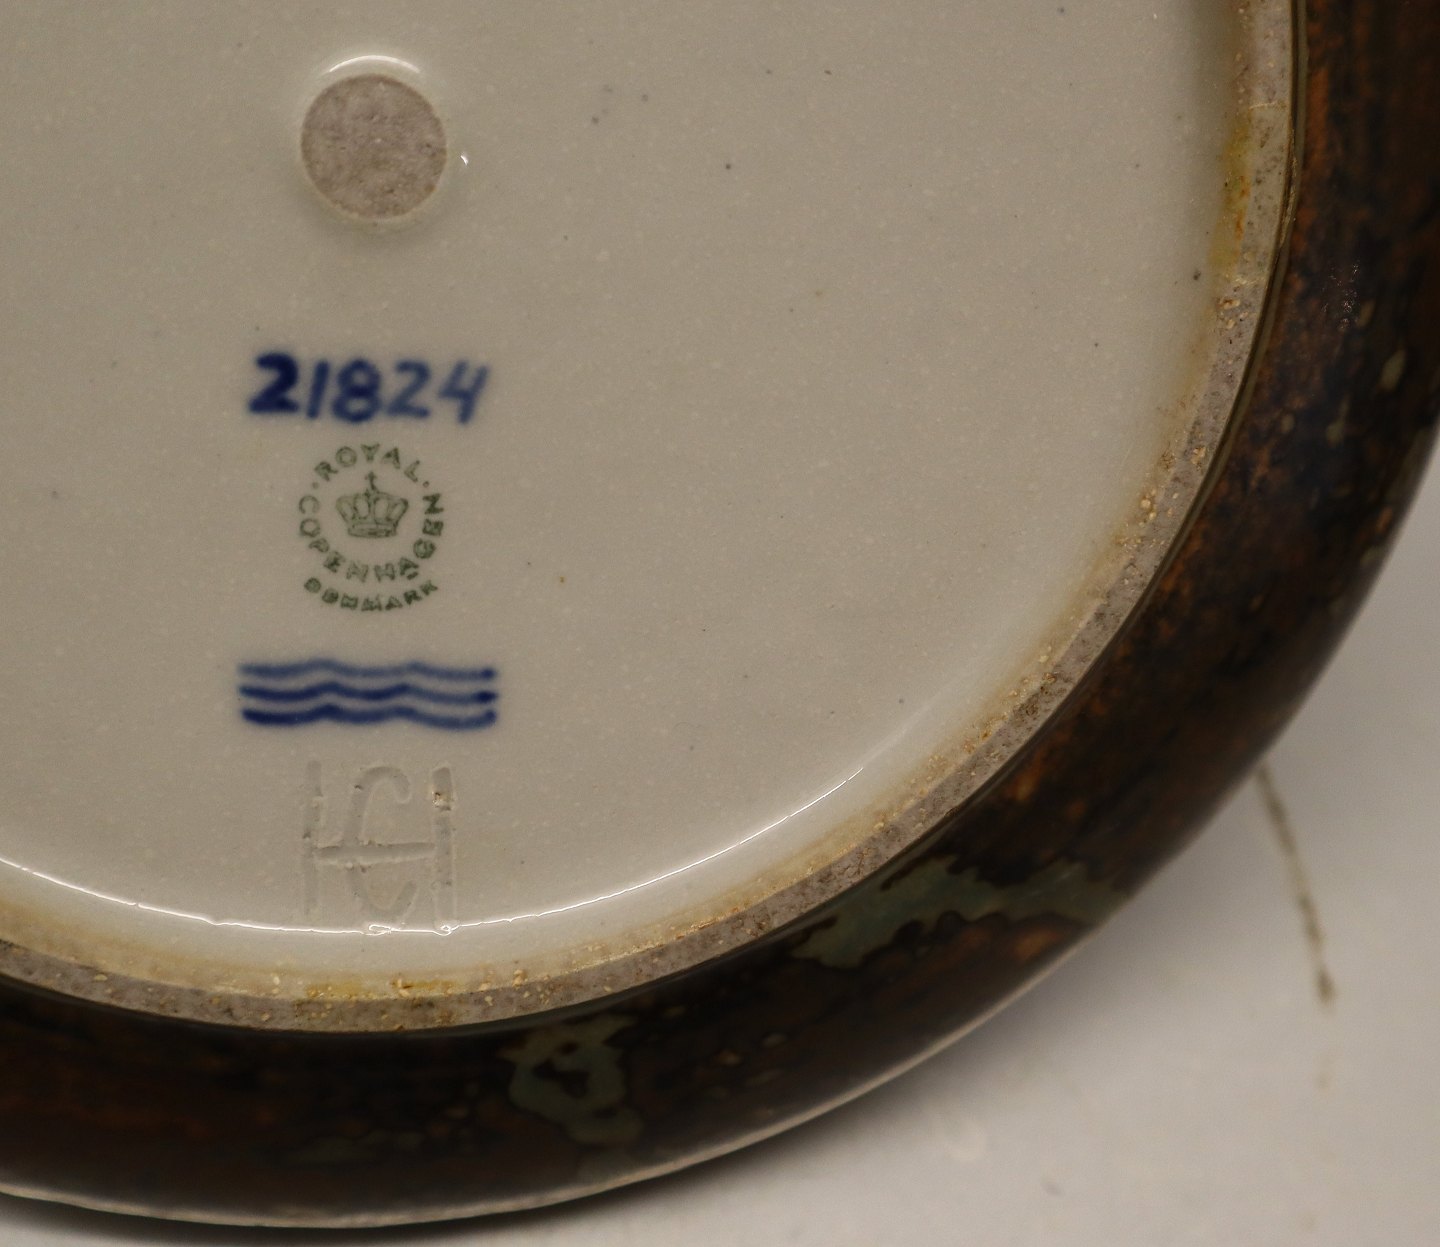 21824
ROYAL
COPENHAGEN
DENMARK